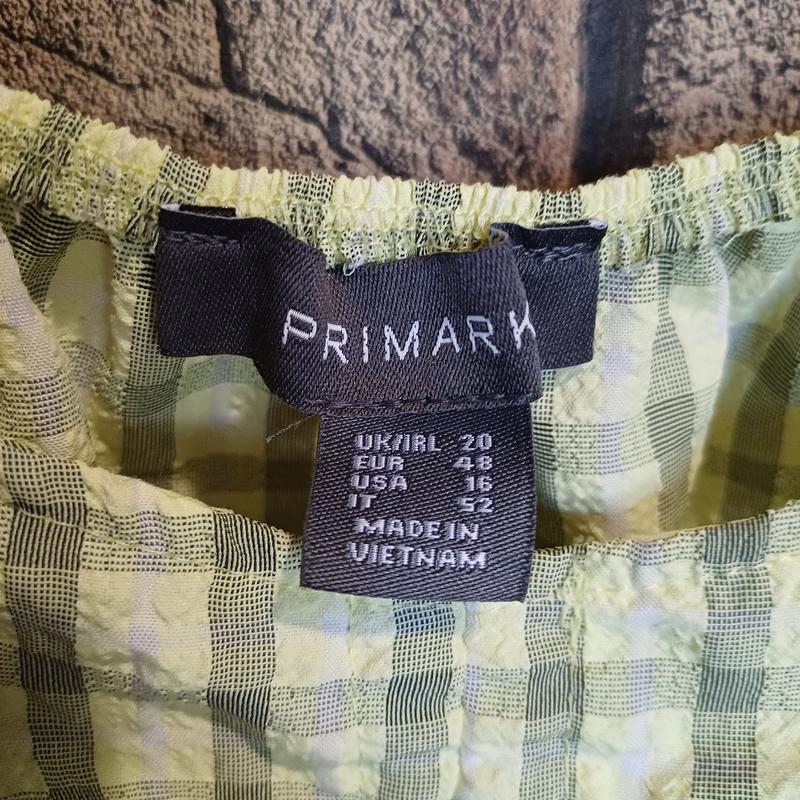 PRIMARK
UK/IRL 20
EUR 48
USA 16
IT 52
MADE IN
VIETNAM